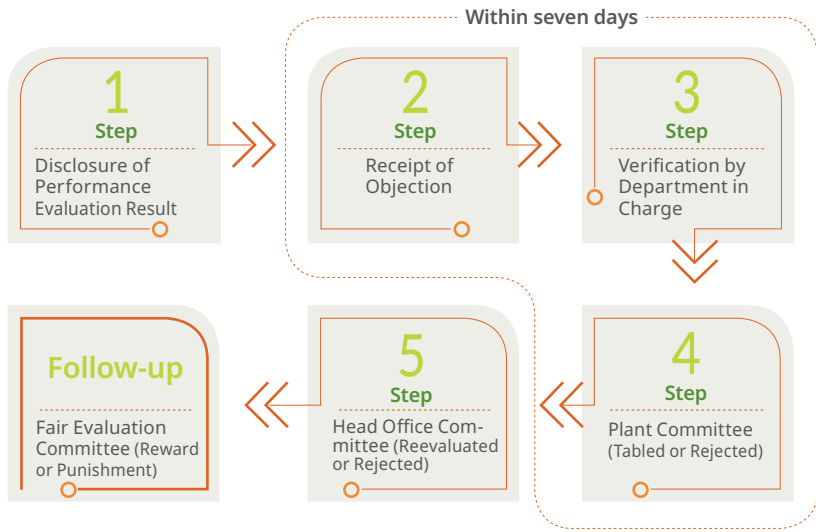 Within seven days
1
Step
Disclosure of
Performance
Evaluation Result
2
Step
Receipt of
Objection
3
Step
Verification by
Department in
Charge
4
Step
Plant Committee
(Tabled or Rejected)
5
Step
Head Office Com-
mittee (Reevaluated
or Rejected)
Follow-up
Fair Evaluation
Committee (Reward
or Punishment)